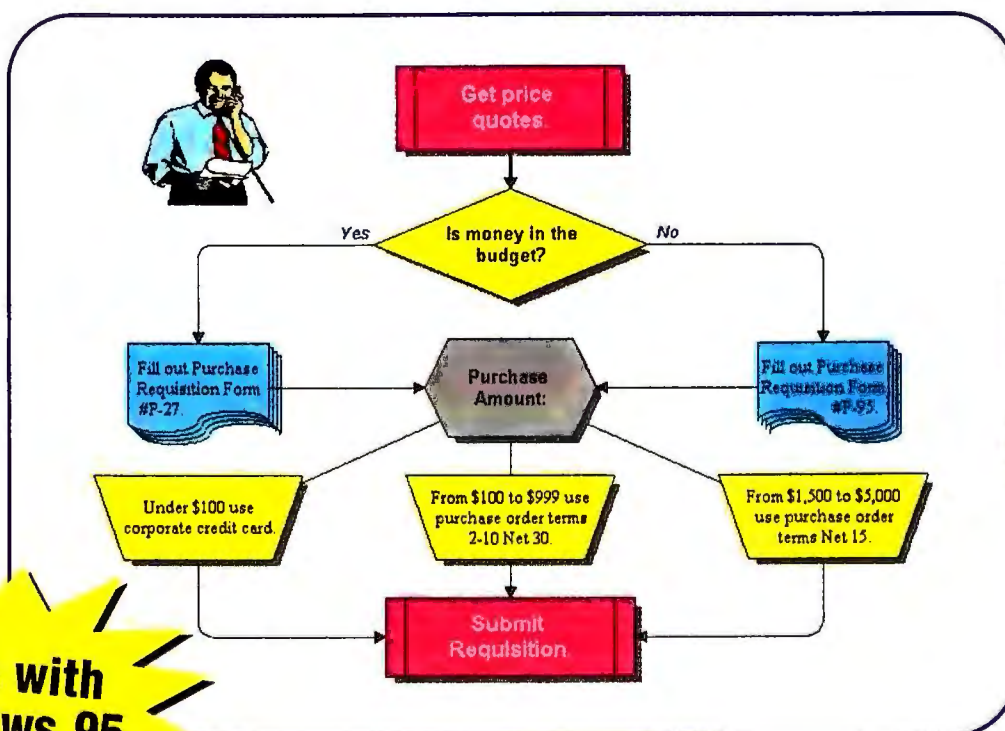 Get price
quotes.
Is money in the
budget?
Yes
No
Fill out Purchase
Requisition Form
#P-27.
Purchase
Amount:
Fill out Purchase
Requisition Form
#P-95.
Under $100 use
corporate credit card.
From $100 to $999 use
purchase order terms
2-10 Net 30.
From $1,500 to $5,000
use purchase order
terms Net 15.
Submit
Requisition
with
ws 95